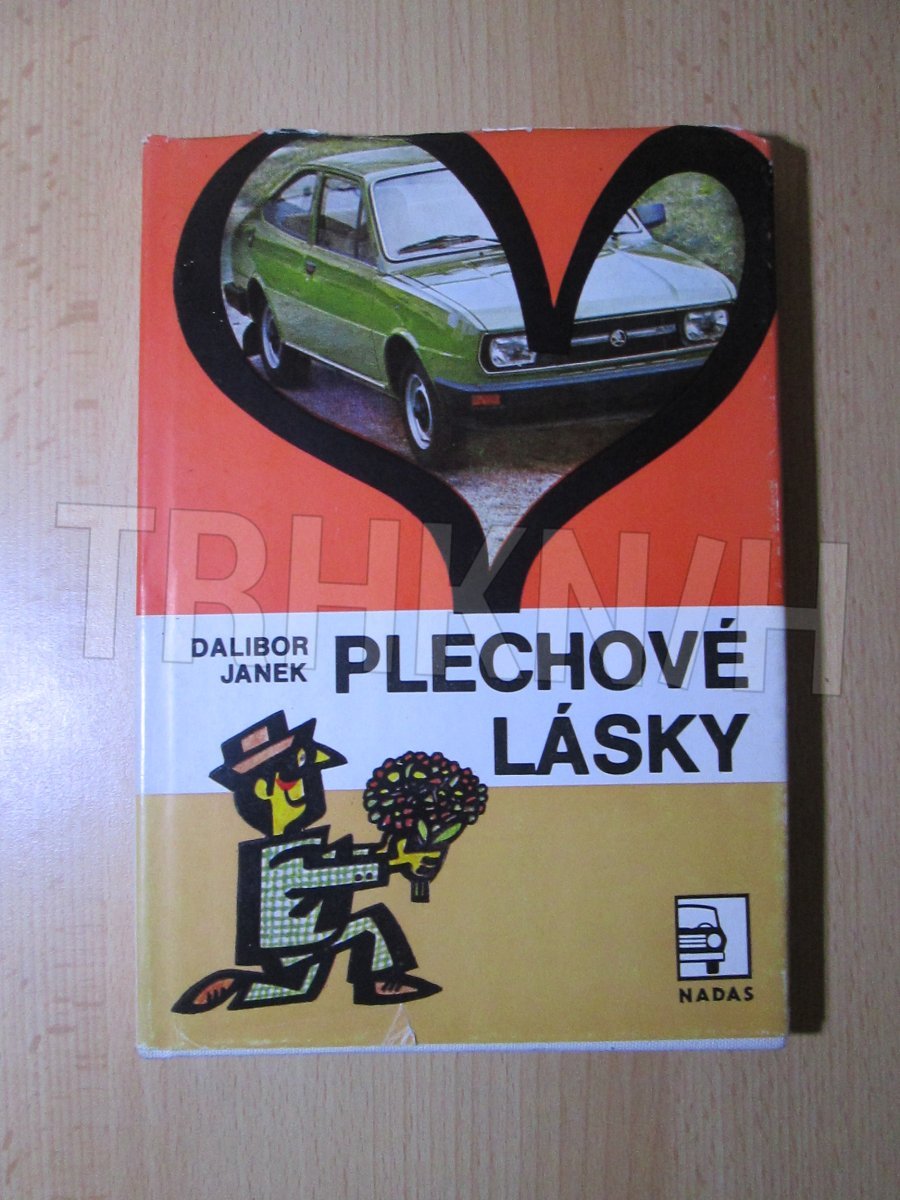 TRHKNIH
DALIBOR
JANEK
PLECHOVÉ
LÁSKY
NADAS